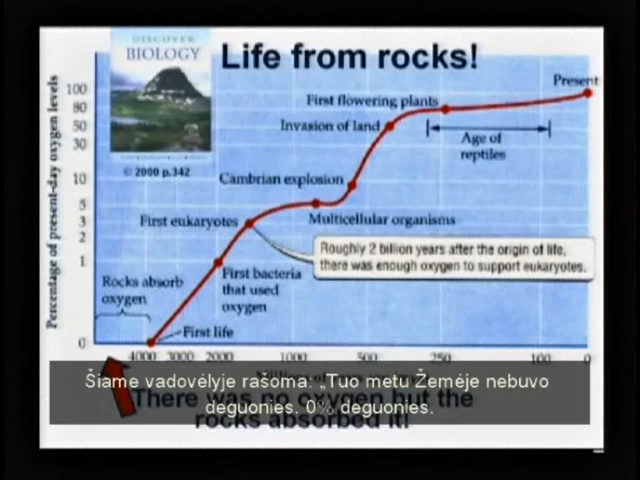 DISCOVER
BIOLOGY
Life from rocks!
© 2000 p.342
Percentage of present-day oxygen levels
100
80
50
30
10
5
3
2
1
0
Present
First flowering plants
Invasion of land
Age of
reptiles
Cambrian explosion
First eukaryotes
Multicellular organisms
Roughly 2 billion years after the origin of life,
there was enough oxygen to support eukaryotes.
Rocks absorb
oxygen
First bacteria
that used
oxygen
First life
4000 3000 2000 1000 500 250 100 0
There was no oxygen but the
rocks absorbed it!
Šiame vadovėlyje rašoma: „Tuo metu Žemėje nebuvo
deguonies. 0% deguonies.